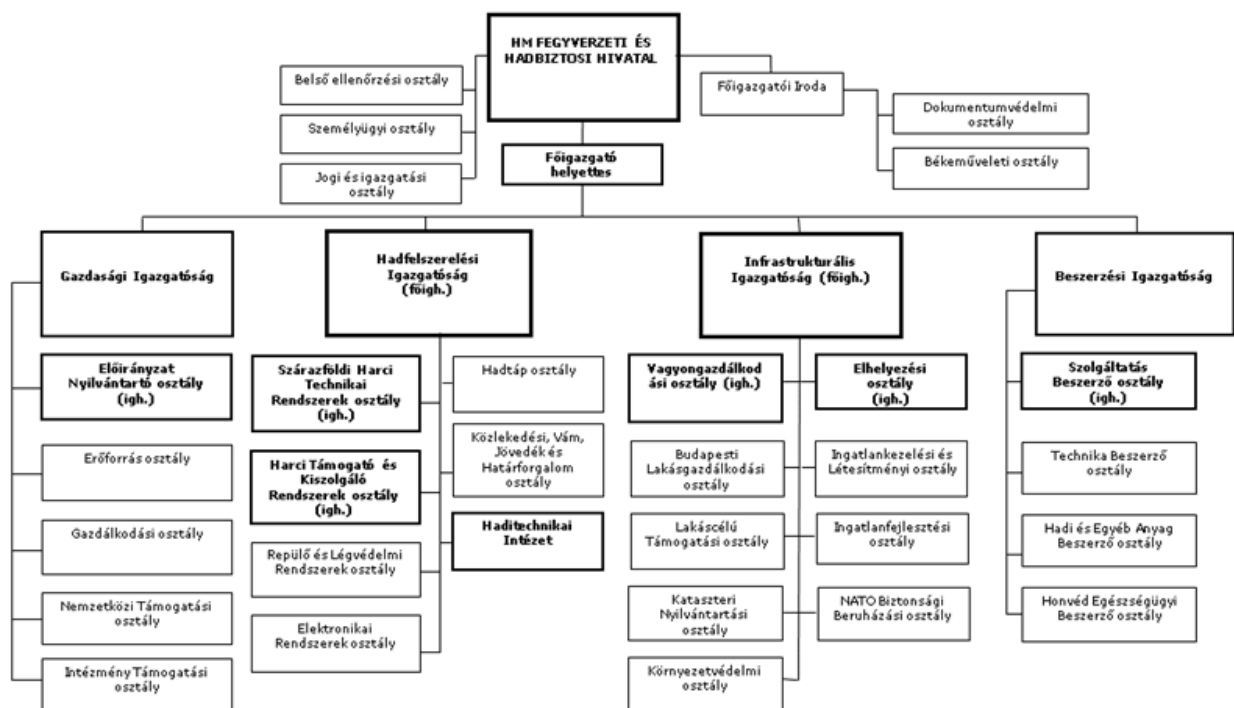 HM FEGYVERZETI ÉS
HADBIZTOSI HIVATAL
Belső ellenőrzési osztály
Személyügyi osztály
Jogi és igazgatási
osztály
Főigazgatói Iroda
Dokumentumvédelmi
osztály
Békeműveleti osztály
Főigazgató
helyettes
Gazdasági Igazgatóság
Előirányzat
Nyilvántartó osztály
(igh.)
Erőforrás osztály
Gazdálkodási osztály
Nemzetközi Támogatási
osztály
Intézmény Támogatási
osztály
Hadfelszerelési
Igazgatóság
(főigh.)
Szárazföldi Harci
Technikai
Rendszerek osztály
(igh.)
Harci Támogató és
Kiszolgáló
Rendszerek osztály
(igh.)
Repülő és Légvédelmi
Rendszerek osztály
Elektronikai
Rendszerek osztály
Hadtáp osztály
Közlekedési, Vám,
Jövedék és
Határforgalom
osztály
Haditechnikai
Intézet
Infrastrukturális
Igazgatóság (főigh.)
Vagyongazdálkod
ási osztály (igh.)
Budapesti
Lakásgazdálkodási
osztály
Lakáscélú
Támogatási osztály
Kataszteri
Nyilvántartási
osztály
Környezetvédelmi
osztály
Elhelyezési
osztály
(igh.)
Ingatlankezelési és
Létesítményi osztály
Ingatlanfejlesztési
osztály
NATO Biztonsági
Beruházási osztály
Beszerzési Igazgatóság
Szolgáltatás
Beszerző osztály
(igh.)
Technika Beszerző
osztály
Hadi és Egyéb Anyag
Beszerző osztály
Honvéd Egészségügyi
Beszerző osztály